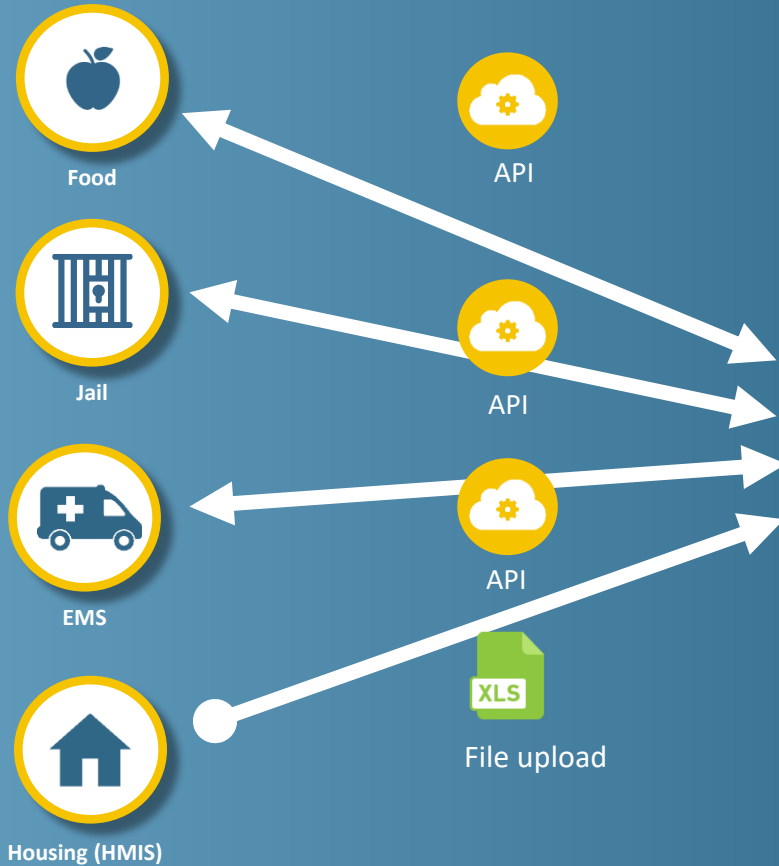 Food
API
Jail
API
EMS
API
XLS
File upload
Housing (HMIS)